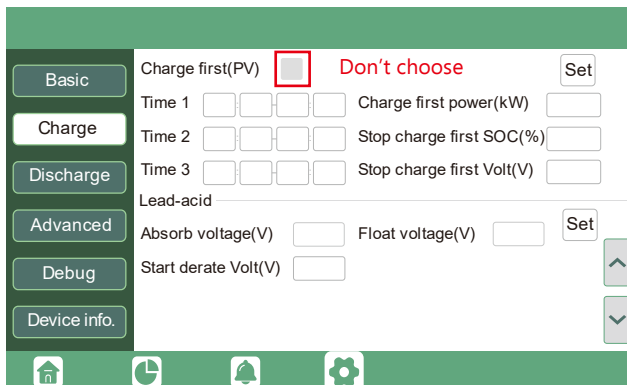 Basic
Charge
Discharge
Advanced
Debug
Device info.
Charge first(PV) Don't choose Set
Time 1 Charge first power(kW)
Time 2 Stop charge first SOC(%)
Time 3 Stop charge first Volt(V)
Lead-acid
Absorb voltage(V) Float voltage(V) Set
Start derate Volt(V)